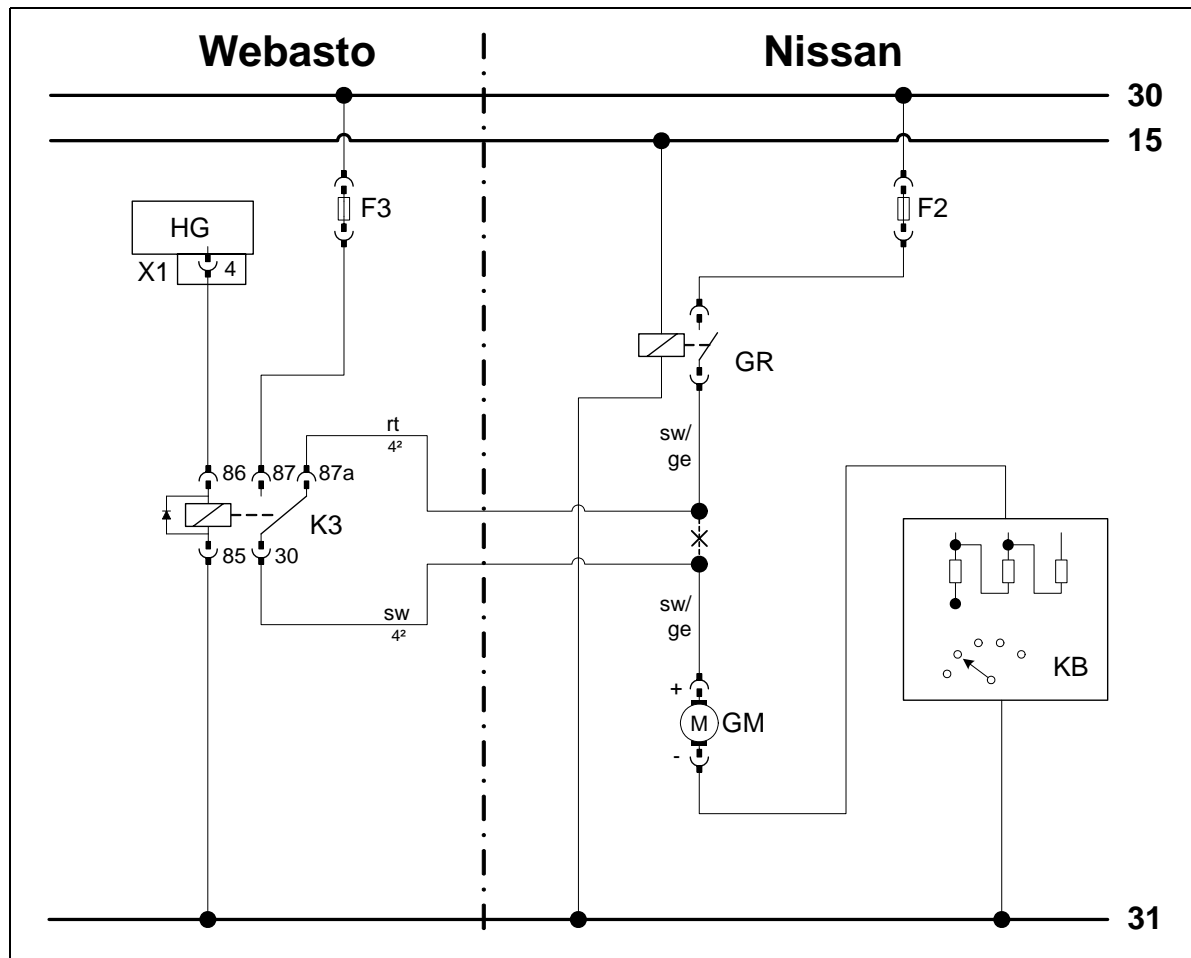 Webasto
Nissan
30
15
F3
F2
HG
X1
4
GR
rt
4²
sw/
ge
86
87
87a
K3
85
30
sw
4²
sw/
ge
KB
+
M
GM
-
31